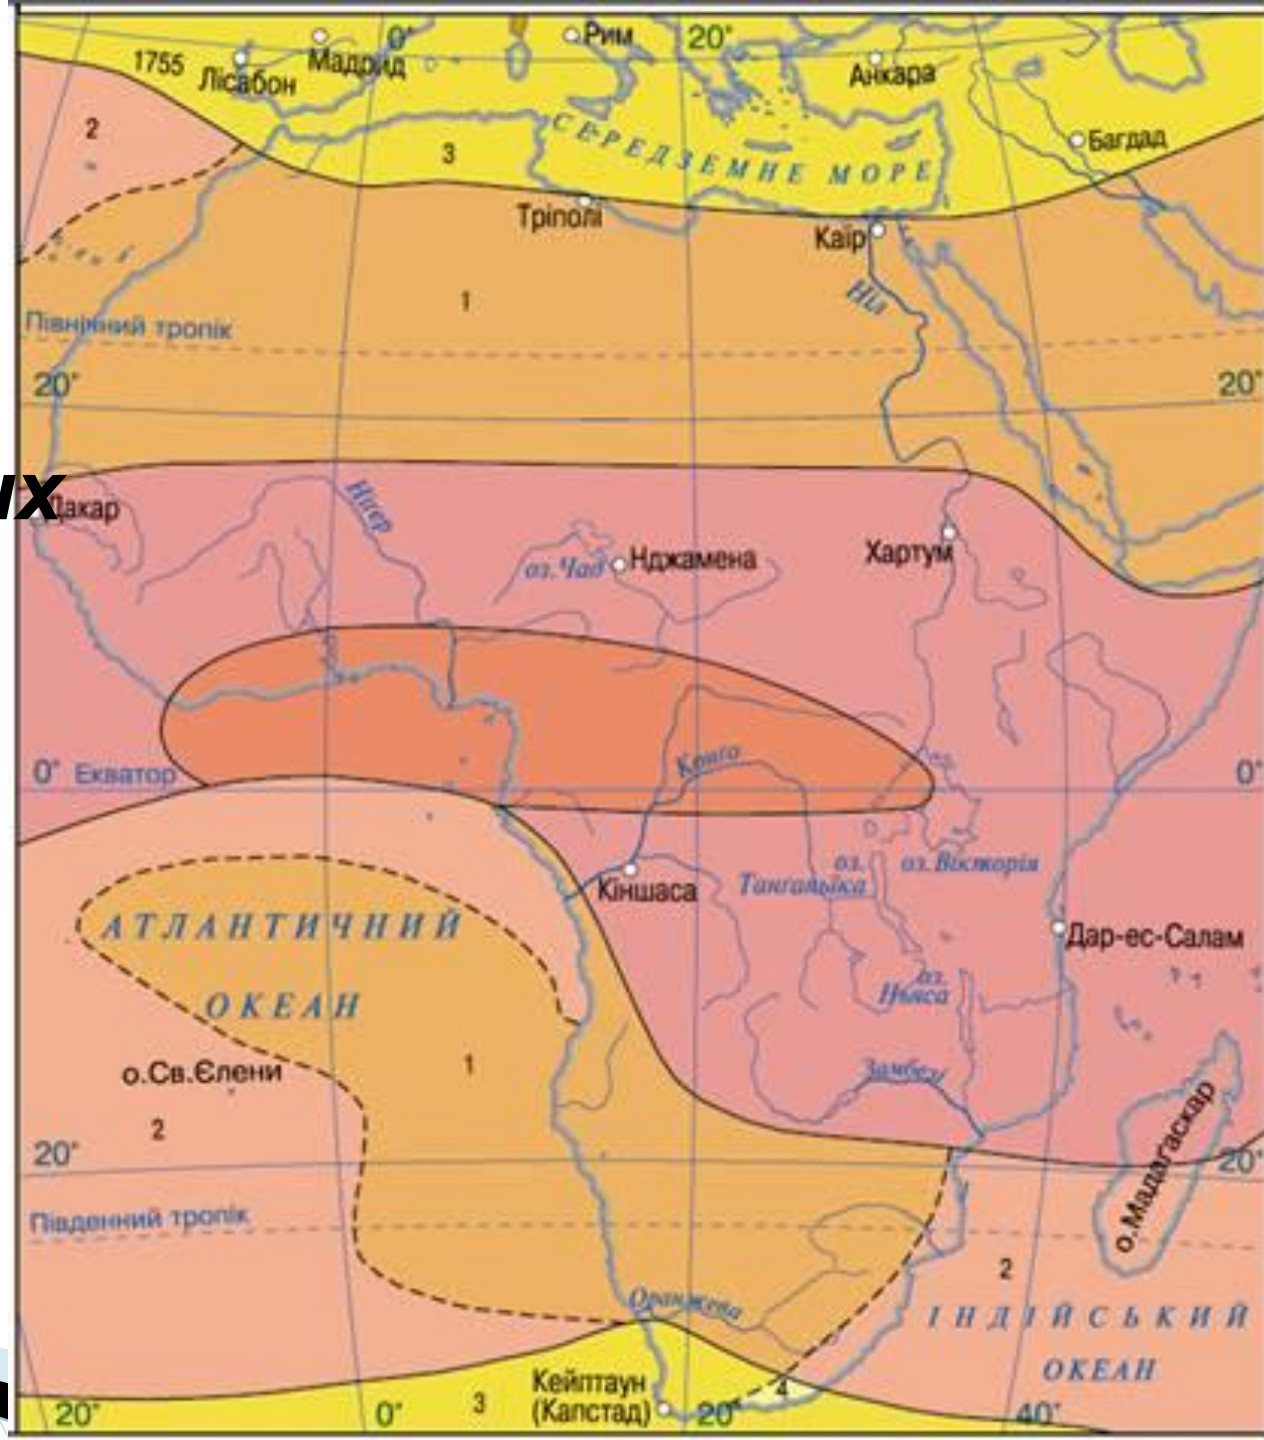 0°
Рим
20°
1755
Лісабон
Мадрид
Анкара
2
3
СЕРЕДЗЕМНЕ МОРЕ
Багдад
Тріполі
Каїр
1
Ніл
Північний тропік
20°
20°
их
Дакар
Нігер
оз.Чад
Нджамена
Хартум
0° Екватор
Конго
0°
Кіншаса
оз.
Танганьїка
оз.Вікторія
АТЛАНТИЧНИЙ
Дар-ес-Салам
ОКЕАН
оз.
Ньяса
о.Св.Єлени
1
Замбезі
2
20°
о.Мадагаскар
20°
Південний тропік
2
Оранжева
ІНДІЙСЬКИЙ
ОКЕАН
Кейптаун
(Капстад)
4
3
20°
0°
20°
40°